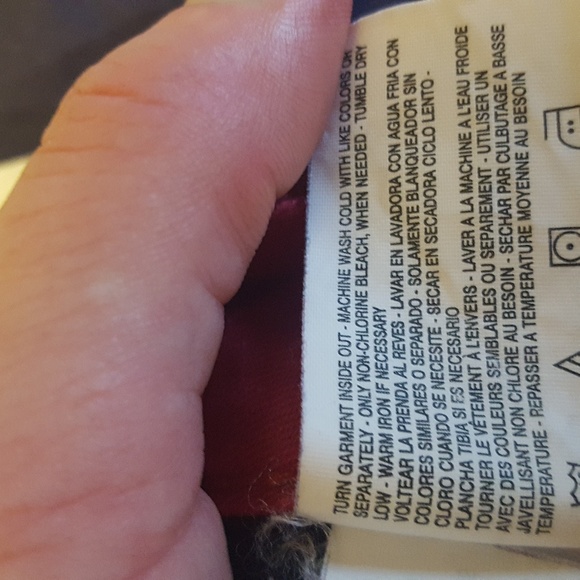 TURN GARMENT INSIDE OUT - MACHINE WASH COLD WITH LIKE COLORS OR
SEPARATELY - ONLY NON-CHLORINE BLEACH, WHEN NEEDED - TUMBLE DRY
LOW - WARM IRON IF NECESSARY
VOLTEAR LA PRENDA AL REVES - LAVAR EN LAVADORA CON AGUA FRIA CON
COLORES SIMILARES O SEPARADO - SOLAMENTE BLANQUEADOR SIN
CLORO CUANDO SE NECESITE - SECAR EN SECADORA CICLO LENTO -
PLANCHA TIBIA SI ES NECESARIO
TOURNER LE VÊTEMENT À L'ENVERS - LAVER A LA MACHINE A L'EAU FROIDE
AVEC DES COULEURS SEMBLABLES OU SEPAREMENT - UTILISER UN
JAVELLISANT NON CHLORE AU BESOIN - SECHAR PAR CULBUTAGE A BASSE
TEMPERATURE - REPASSER A TEMPERATURE MOYENNE AU BESOIN